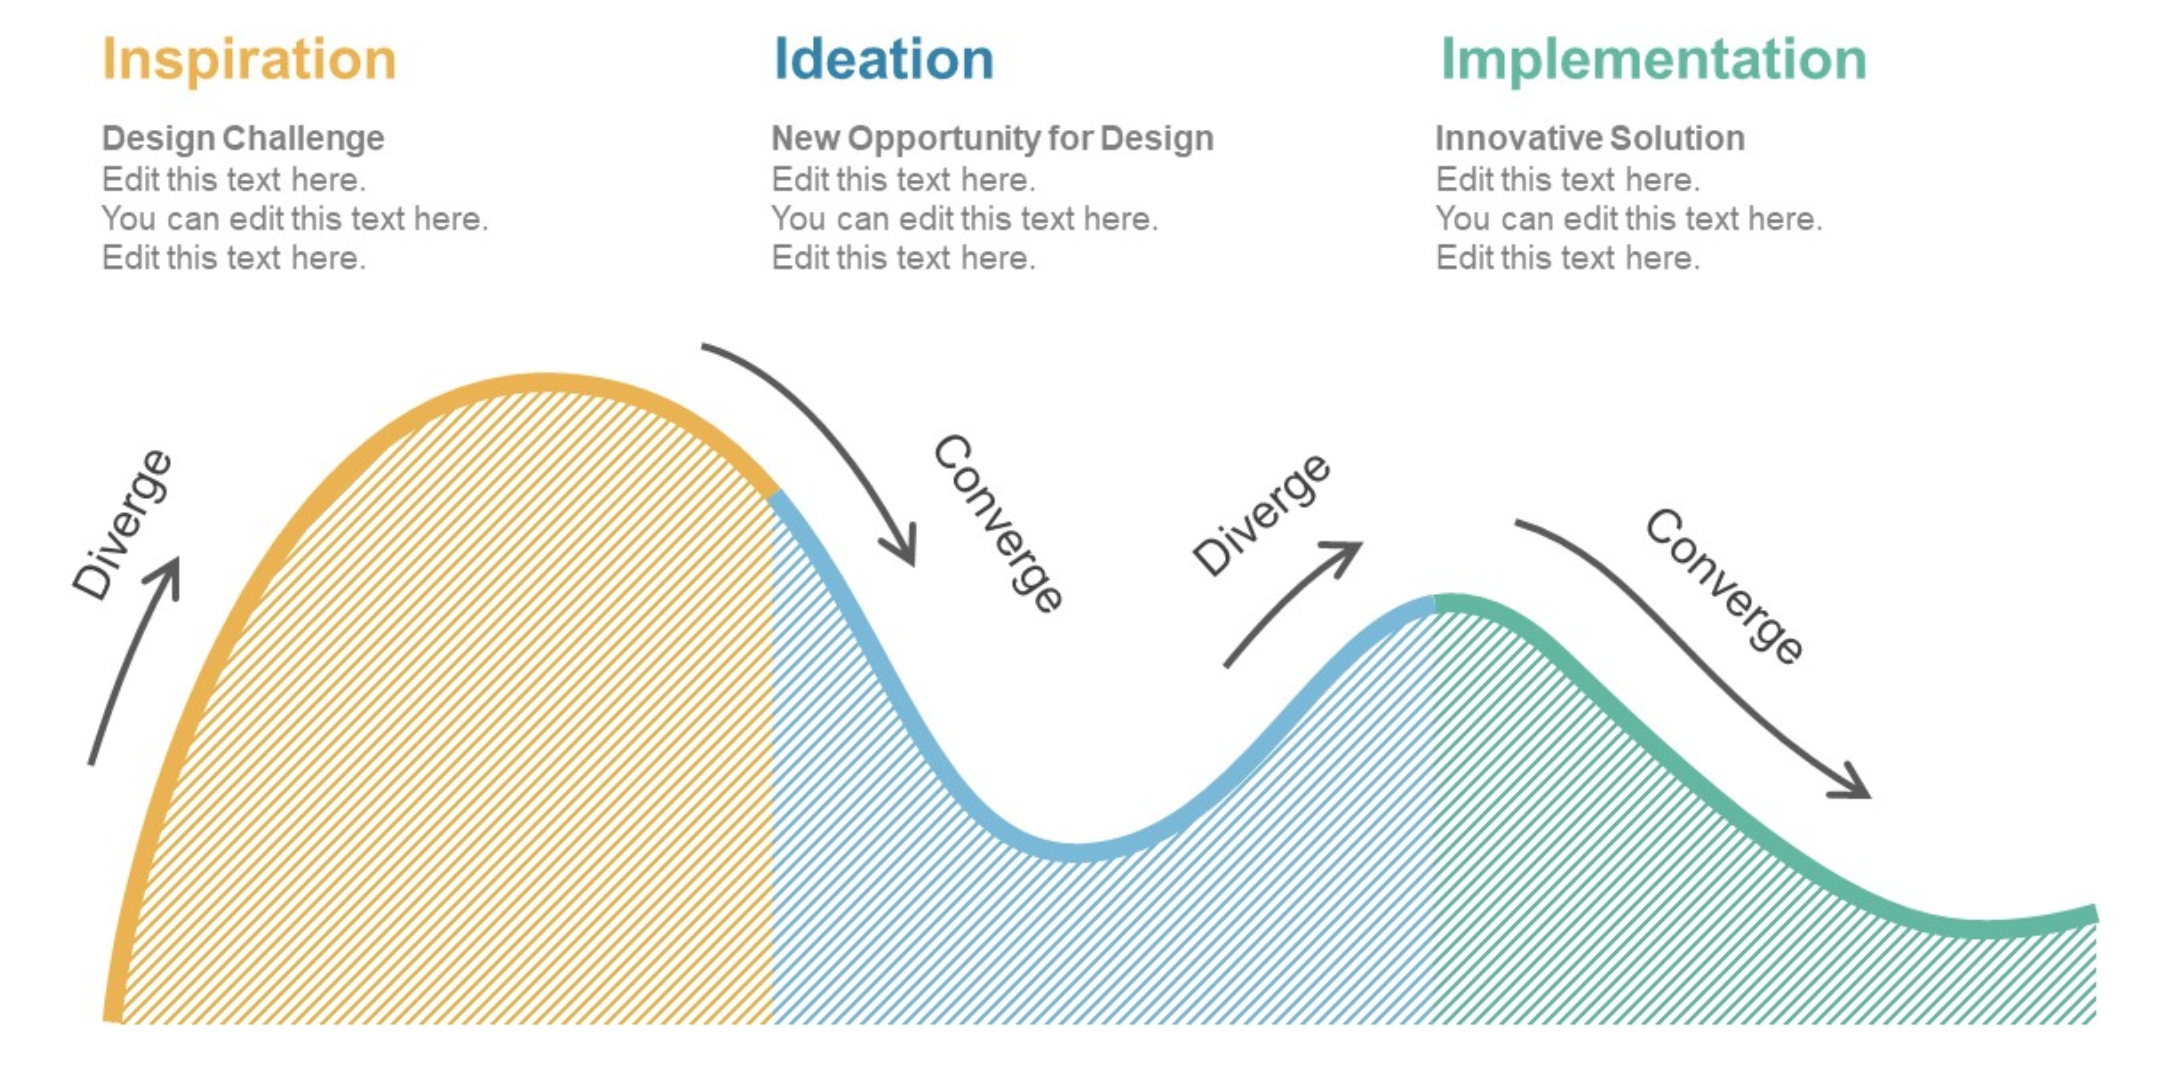 Inspiration
Design Challenge
Edit this text here.
You can edit this text here.
Edit this text here.
Ideation
New Opportunity for Design
Edit this text here.
You can edit this text here.
Edit this text here.
Implementation
Innovative Solution
Edit this text here.
You can edit this text here.
Edit this text here.
Diverge
Converge
Diverge
Converge